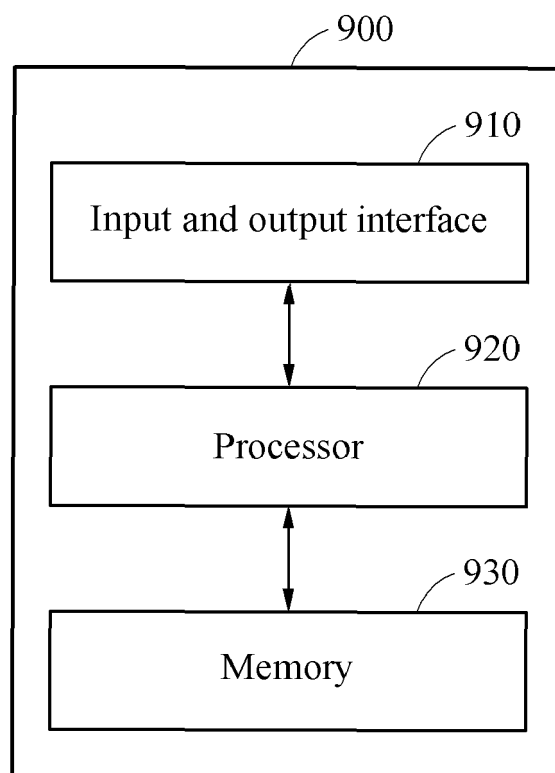 900
910
Input and output interface
920
Processor
930
Memory